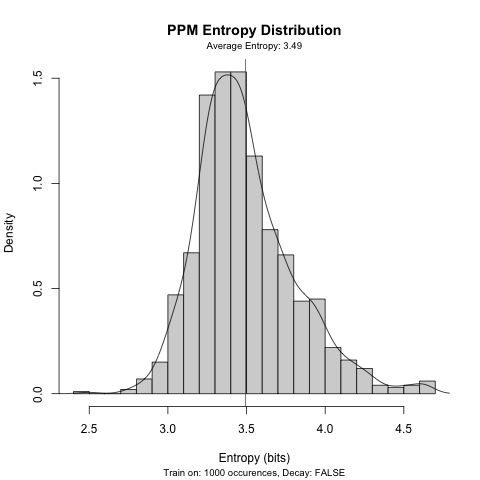 PPM Entropy Distribution
Average Entropy: 3.49
1.5
1.0
0.5
0.0
Density
2.5 3.0 3.5 4.0 4.5
Entropy (bits)
Train on: 1000 occurences, Decay: FALSE